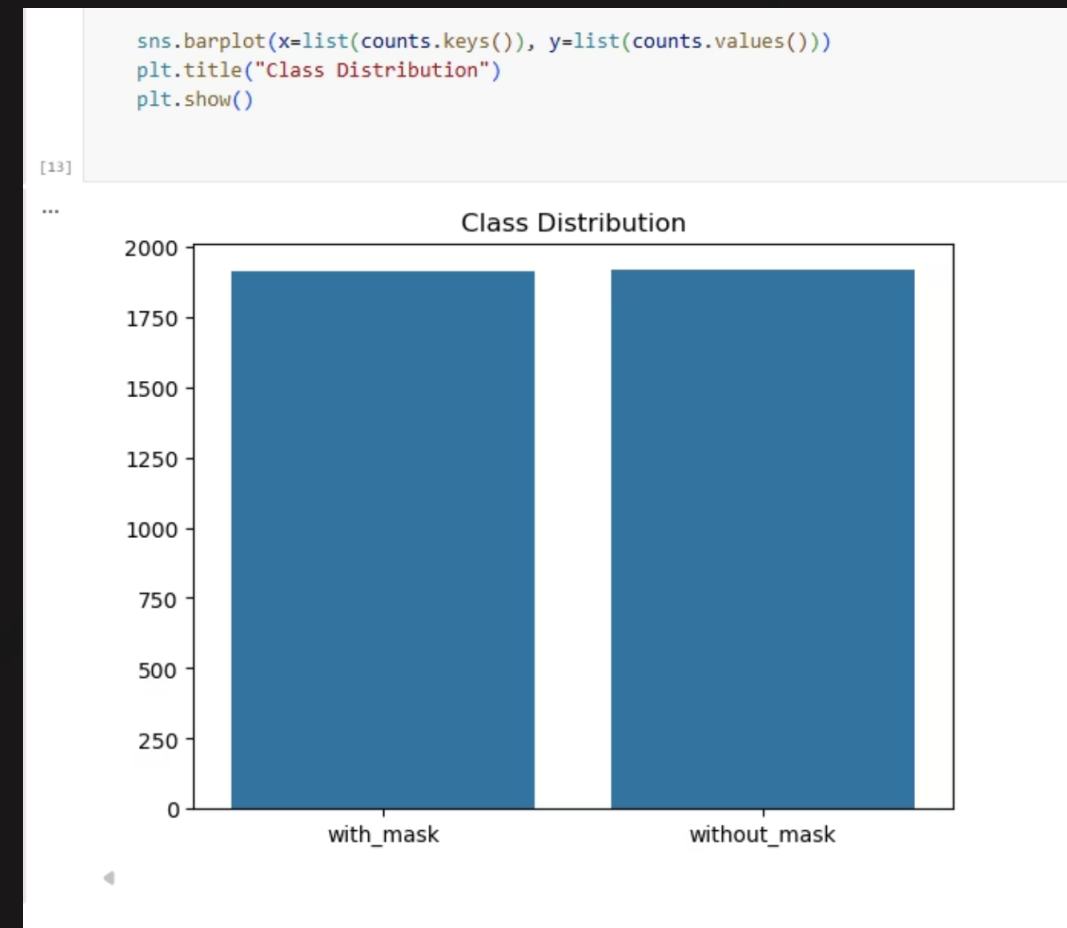 sns.barplot(x=list(counts.keys()), y=list(counts.values()))
plt.title("Class Distribution")
plt.show()
[13]
...
Class Distribution
2000
1750
1500
1250
1000
750
500
250
0
with_mask without_mask